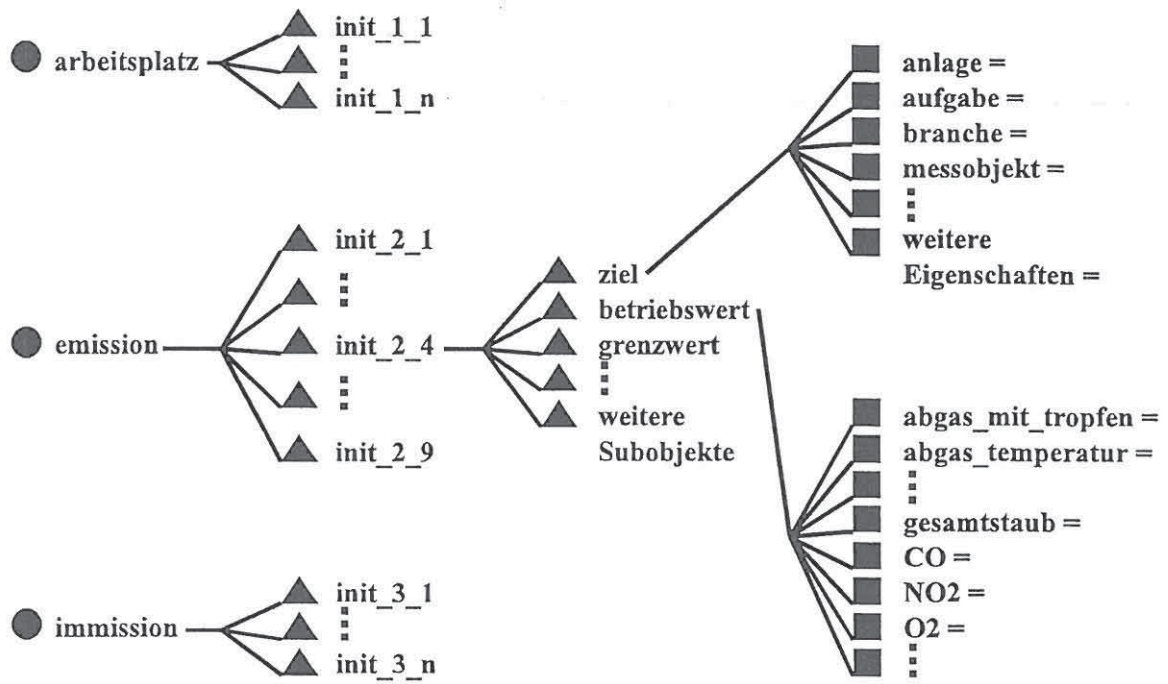 arbeitsplatz
init_1_1
init_1_n
emission
init_2_1
init_2_4
init_2_9
immission
init_3_1
init_3_n
ziel
betriebswert
grenzwert
weitere
Subobjekte
anlage =
aufgabe =
branche =
messobjekt =
weitere
Eigenschaften =
abgas_mit_tropfen =
abgas_temperatur =
gesamtstaub =
CO =
NO2 =
O2 =